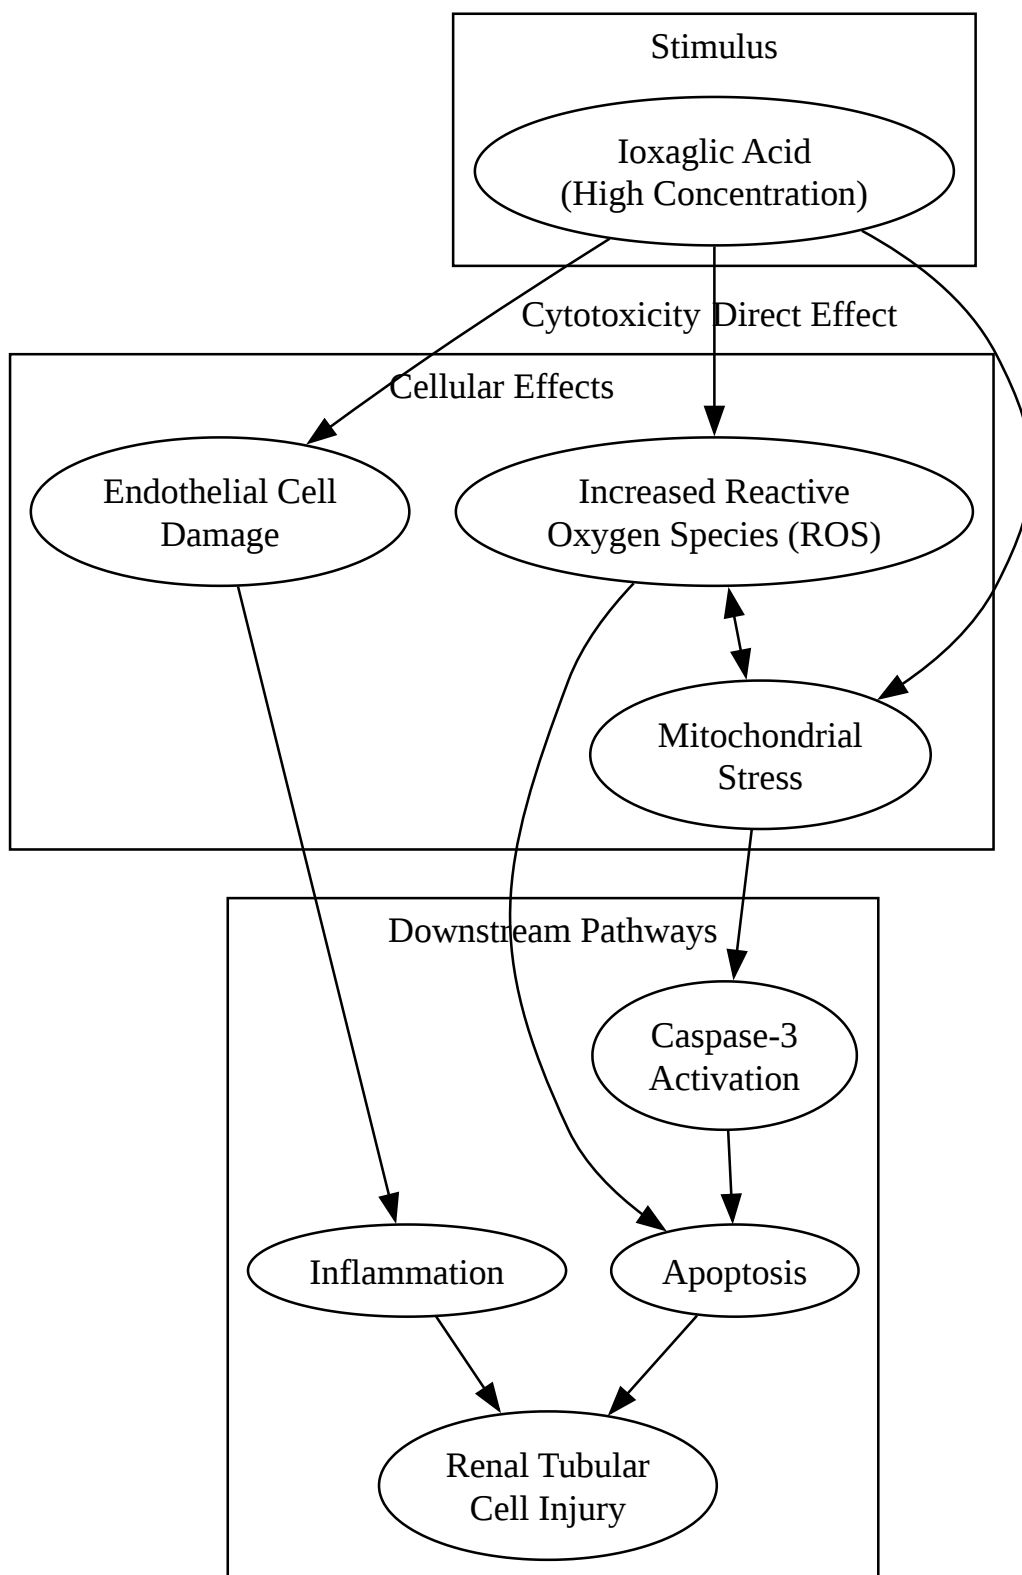 Stimulus
Ioxaglic Acid
(High Concentration)
Cytotoxicity
Direct Effect
Cellular Effects
Endothelial Cell
Damage
Increased Reactive
Oxygen Species (ROS)
Mitochondrial
Stress
Downstream Pathways
Caspase-3
Activation
Inflammation
Apoptosis
Renal Tubular
Cell Injury